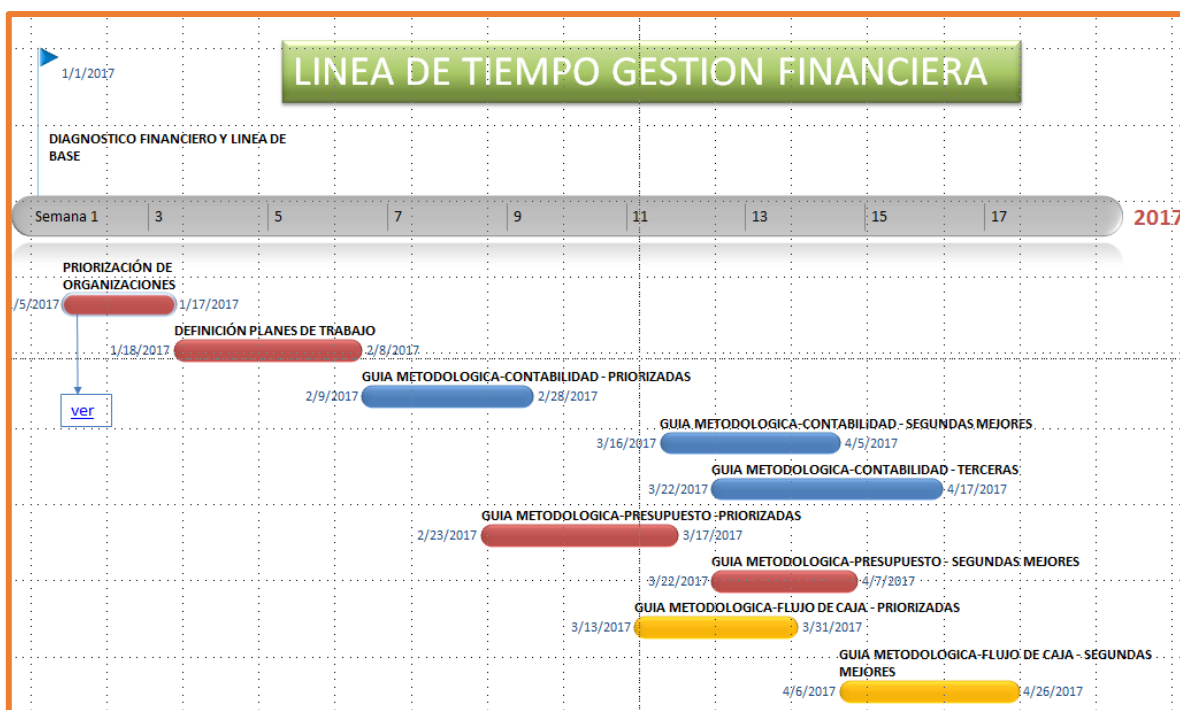 LINEA DE TIEMPO GESTION FINANCIERA
1/1/2017
DIAGNOSTICO FINANCIERO Y LINEA DE
BASE
Semana 1 3 5 7 9 11 13 15 17 2017
PRIORIZACIÓN DE
ORGANIZACIONES
/5/2017 1/17/2017
DEFINICIÓN PLANES DE TRABAJO
1/18/2017 2/8/2017
GUIA METODOLOGICA-CONTABILIDAD - PRIORIZADAS
2/9/2017 2/28/2017
ver
GUIA METODOLOGICA-CONTABILIDAD - SEGUNDAS MEJORES
3/16/2017 4/5/2017
GUIA METODOLOGICA-CONTABILIDAD - TERCERAS
3/22/2017 4/17/2017
GUIA METODOLOGICA-PRESUPUESTO -PRIORIZADAS
2/23/2017 3/17/2017
GUIA METODOLOGICA-PRESUPUESTO - SEGUNDAS MEJORES
3/22/2017 4/7/2017
GUIA METODOLOGICA-FLUJO DE CAJA - PRIORIZADAS
3/13/2017 3/31/2017
GUIA METODOLOGICA-FLUJO DE CAJA - SEGUNDAS
MEJORES
4/6/2017 4/26/2017